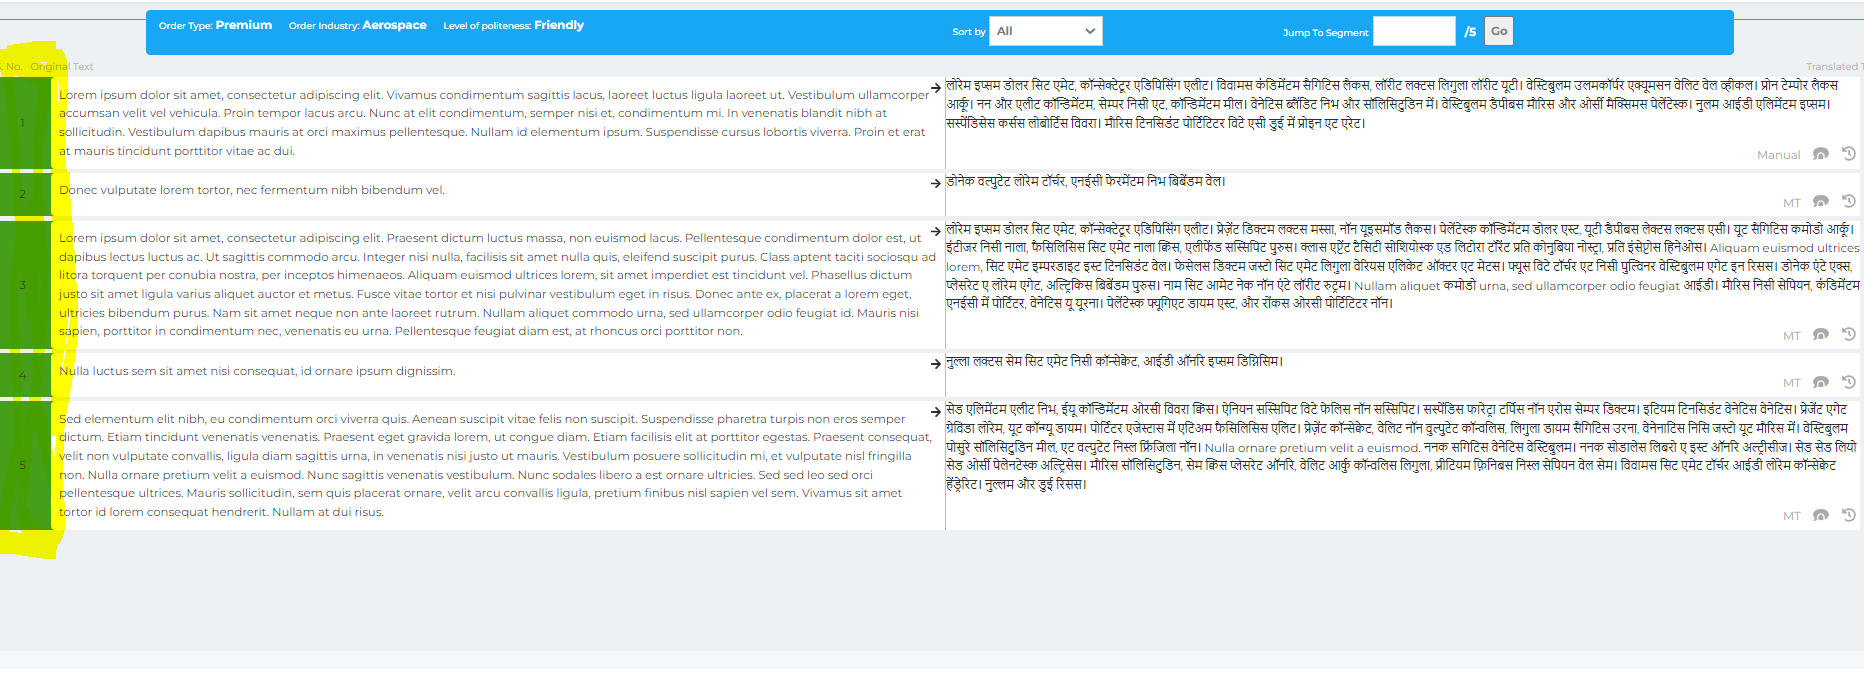 Order Type: Premium Order Industry: Aerospace Level of politeness: Friendly Sort by All Jump To Segment /5 Go
No. Original Text Translated
1
Lorem ipsum dolor sit amet, consectetur adipiscing elit. Vivamus condimentum sagittis lacus, laoreet luctus ligula laoreet ut. Vestibulum ullamcorper
accumsan velit vel vehicula. Proin tempor lacus arcu. Nunc at elit condimentum, semper nisi et, condimentum mi. In venenatis blandit nibh at
sollicitudin. Vestibulum dapibus mauris at orci maximus pellentesque. Nullam id elementum ipsum. Suspendisse cursus lobortis viverra. Proin et erat
at mauris tincidunt porttitor vitae ac dui.
लोरेम इप्सम डोलर सिट एमेट, कॉन्सेक्टेटूर एडिपिसिंग एलीट। विवामस कंडिमेंटम सैगिटिस लैकस, लॉरीट लक्टस लिगुला लॉरीट यूटी। वेस्टिबुलम उलमकॉर्पर एक्यूमसन वेलिट वेल व्हीकल। प्रोन टेम्पोर लैकस
आर्कू। नन और एलीट कॉन्डिमेंटम, सेम्पर निसी एट, कॉन्डिमेंटम मील। वेनेटिस ब्लैंडिट निभ और सॉलिसिटुडिन में। वेस्टिबुलम डैपीबस मौरिस और ओर्सी मैक्सिमस पेलेंटेस्क। नुलम आईडी एलिमेंटम इप्सम।
सस्पेंडिसेस कर्सस लोबोर्टिस विवरा। मौरिस टिनसिडंट पोर्टिटिटर विटे एसी डुई में प्रोइन एट एरेट।
Manual
2
Donec vulputate lorem tortor, nec fermentum nibh bibendum vel.
डोनेक वल्पुटेट लोरेम टॉर्चर, एनईसी फेरमेंटम निभ बिबेंडम वेल।
MT
3
Lorem ipsum dolor sit amet, consectetur adipiscing elit. Praesent dictum luctus massa, non euismod lacus. Pellentesque condimentum dolor est, ut
dapibus lectus luctus ac. Ut sagittis commodo arcu. Integer nisi nulla, facilisis sit amet nulla quis, eleifend suscipit purus. Class aptent taciti sociosqu ad
litora torquent per conubia nostra, per inceptos himenaeos. Aliquam euismod ultrices lorem, sit amet imperdiet est tincidunt vel. Phasellus dictum
justo sit amet ligula varius aliquet auctor et metus. Fusce vitae tortor et nisi pulvinar vestibulum eget in risus. Donec ante ex, placerat a lorem eget,
ultricies bibendum purus. Nam sit amet neque non ante laoreet rutrum. Nullam aliquet commodo urna, sed ullamcorper odio feugiat id. Mauris nisi
sapien, porttitor in condimentum nec, venenatis eu urna. Pellentesque feugiat diam est, at rhoncus orci porttitor non.
लोरेम इप्सम डोलर सिट एमेट, कॉन्सेक्टेटूर एडिपिसिंग एलीट। प्रेज़ेंट डिक्टम लक्टस मस्सा, नॉन यूइसमॉड लैकस। पेलेंटेस्क कॉन्डिमेंटम डोलर एस्ट, यूटी डैपीबस लेक्टस लक्टस एसी। यूट सैगिटिस कमोडो आर्कू।
इंटीजर निसी नाला, फैसिलिसिस सिट एमेट नाला क्विस, एलीफेंड सस्सिपिट पुरुस। क्लास एप्टेंट टैसिटी सोशियोस्क एड लिटोरा टॉरेंट प्रति कोनुबिया नोस्ट्रा, प्रति इंसेप्टोस हिनेओस। Aliquam euismod ultrices
lorem, सिट एमेट इम्परडाइट इस्ट टिनसिडंट वेल। फेसेलस डिक्टम जस्टो सिट एमेट लिगुला वेरियस एलिकेट ऑक्टर एट मेटस। फ्यूस विटे टॉर्चर एट निसी पुल्विनर वेस्टिबुलम एगेट इन रिसस। डोनेक एंटे एक्स,
प्लेसरेट ए लोरेम एगेट, अल्ट्रिकिस बिबेंडम पुरुस। नाम सिट आमेट नेक नॉन एंटे लॉरीट रुट्रम। Nullam aliquet कमोडो urna, sed ullamcorper odio feugiat आईडी। मौरिस निसी सेपियन, कंडिमेंटम
एनईसी में पोर्टिटर, वेनेटिस यू यूरना। पेलेंटेस्क फ्यूगिएट डायम एस्ट, और रोंकस ओरसी पोर्टिटिटर नॉन।
MT
4
Nulla luctus sem sit amet nisi consequat, id ornare ipsum dignissim.
नुल्ला लक्टस सेम सिट एमेट निसी कॉन्सेक्वेट, आईडी ऑनरि इप्सम डिग्निसिम।
MT
5
Sed elementum elit nibh, eu condimentum orci viverra quis. Aenean suscipit vitae felis non suscipit. Suspendisse pharetra turpis non eros semper
dictum. Etiam tincidunt venenatis venenatis. Praesent eget gravida lorem, ut congue diam. Etiam facilisis elit at porttitor egestas. Praesent consequat,
velit non vulputate convallis, ligula diam sagittis urna, in venenatis nisi justo ut mauris. Vestibulum posuere sollicitudin mi, et vulputate nisl fringilla
non. Nulla ornare pretium velit a euismod. Nunc sagittis venenatis vestibulum. Nunc sodales libero a est ornare ultricies. Sed sed leo sed orci
pellentesque ultrices. Mauris sollicitudin, sem quis placerat ornare, velit arcu convallis ligula, pretium finibus nisl sapien vel sem. Vivamus sit amet
tortor id lorem consequat hendrerit. Nullam at dui risus.
सेड एलिमेंटम एलीट निभ, ईयू कॉन्डिमेंटम ओरसी विवरा क्विस। ऐनियन सस्सिपिट विटे फेलिस नॉन सस्सिपिट। सस्पेंडिस फारेट्रा टर्पिस नॉन एरोस सेम्पर डिक्टम। इटियम टिनसिडंट वेनेटिस वेनेटिस। प्रेजेंट एगेट
ग्रेविडा लोरेम, यूट कॉन्ग्यू डायम। पोर्टिटर एजेस्टास में एटिअम फैसिलिसिस एलिट। प्रेज़ेंट कॉन्सेक्वेट, वेलिट नॉन वुल्पुटेट कॉन्वलिस, लिगुला डायम सैगिटिस उरना, वेनेनाटिस निसि जस्टो यूट मौरिस में। वेस्टिबुलम
पोसुरे सॉलिसिटुडिन मील, एट वल्पुटेट निस्ल फ्रिंजिला नॉन। Nulla ornare pretium velit a euismod. ननक सगिटिस वेनेटिस वेस्टिबुलम। ननक सोडालेस लिबरो ए इस्ट ऑनरि अल्ट्रीसीज। सेड सेड लियो
सेड ओर्सी पेलेनटेस्क अल्ट्रिसेस। मौरिस सॉलिसिटुडिन, सेम क्विस प्लेसरेट ऑनरि, वेलिट आर्कु कॉन्वलिस लिगुला, प्रीटियम फ़िनिबस निस्ल सेपियन वेल सेम। विवामस सिट एमेट टॉर्चर आईडी लोरेम कॉन्सेक्वेट
हेंड्रेरिट। नुल्लम और डुई रिसस।
MT